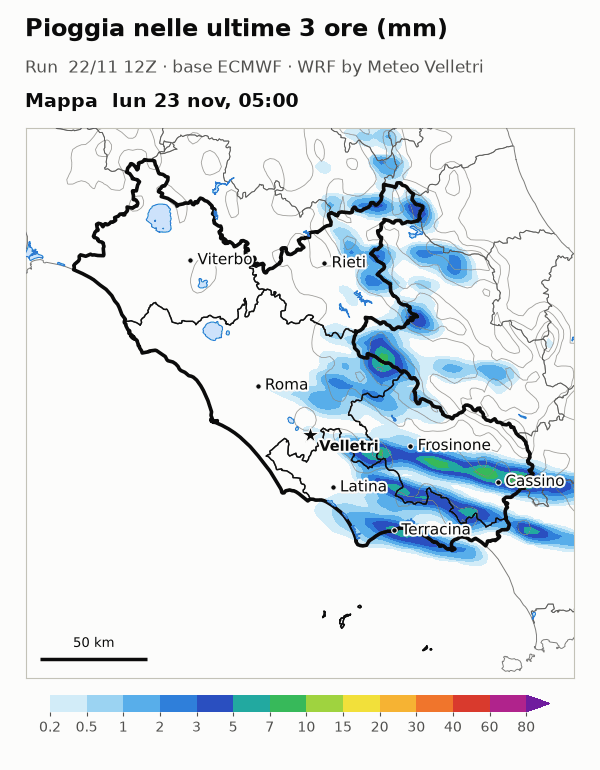 Pioggia nelle ultime 3 ore (mm)
Run  22/11 12Z · base ECMWF · WRF by Meteo Velletri
Mappa  lun 23 nov, 05:00
Viterbo
Rieti
Roma
Velletri
Frosinone
Cassino
Latina
Terracina
50 km
0.2 0.5 1 2 3 5 7 10 15 20 30 40 60 80